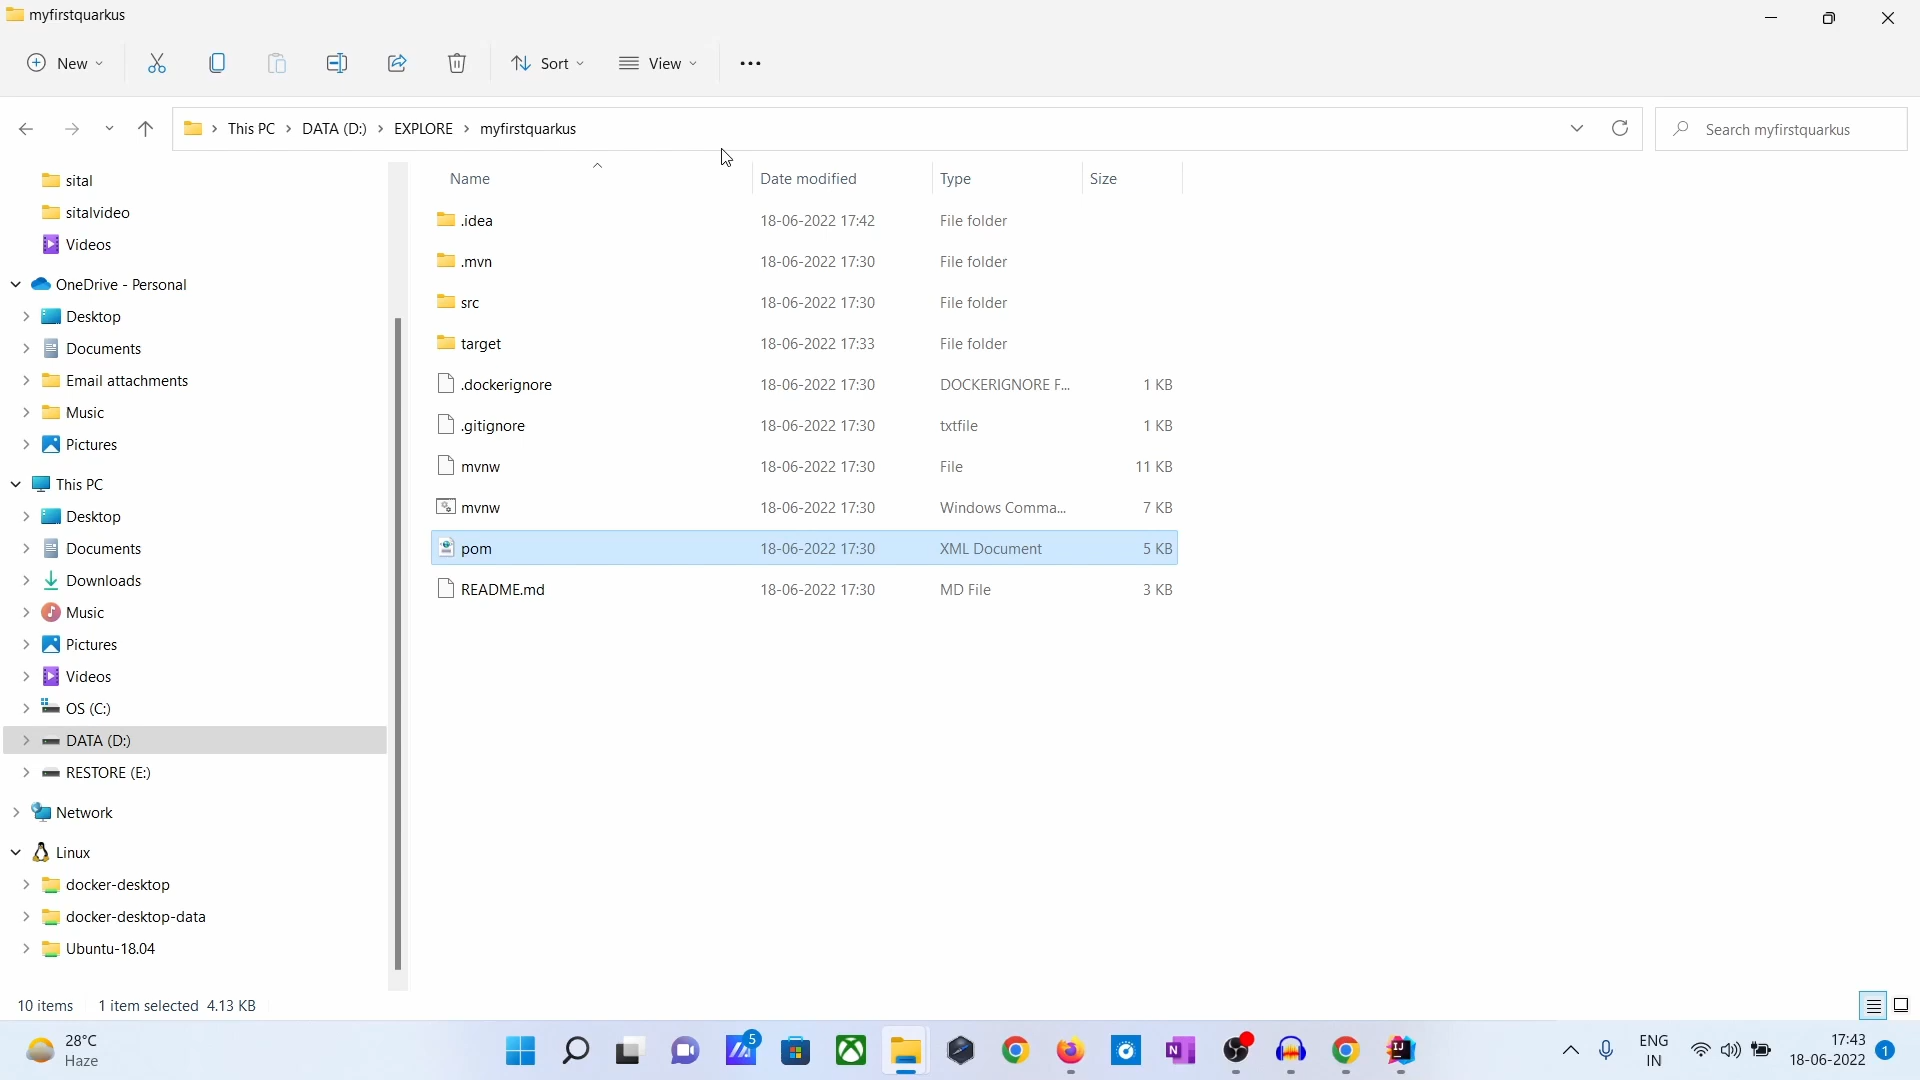 myfirstquarkus
New
Sort
View
This PC > DATA (D:) > EXPLORE > myfirstquarkus
Search myfirstquarkus
sital
sitalvideo
Videos
OneDrive - Personal
Desktop
Documents
Email attachments
Music
Pictures
This PC
Desktop
Documents
Downloads
Music
Pictures
Videos
OS (C:)
DATA (D:)
RESTORE (E:)
Network
Linux
docker-desktop
docker-desktop-data
Ubuntu-18.04
Name Date modified Type Size
.idea 18-06-2022 17:42 File folder
.mvn 18-06-2022 17:30 File folder
src 18-06-2022 17:30 File folder
target 18-06-2022 17:33 File folder
.dockerignore 18-06-2022 17:30 DOCKERIGNORE F... 1 KB
.gitignore 18-06-2022 17:30 txtfile 1 KB
mvnw 18-06-2022 17:30 File 11 KB
mvnw 18-06-2022 17:30 Windows Comma... 7 KB
pom 18-06-2022 17:30 XML Document 5 KB
README.md 18-06-2022 17:30 MD File 3 KB
10 items 1 item selected 4.13 KB
28°C
Haze
5
N
IJ
ENG
IN
17:43
18-06-2022
1